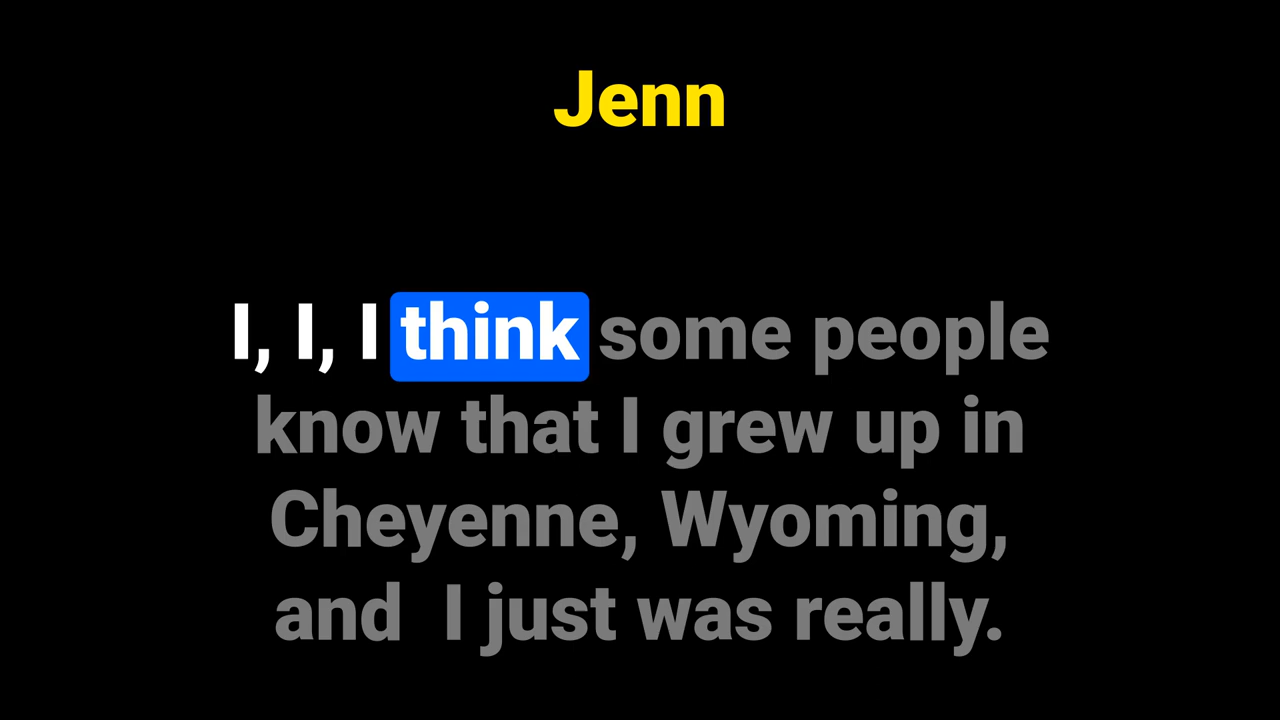 Jenn
I, I, I think some people
know that I grew up in
Cheyenne, Wyoming,
and  I just was really.